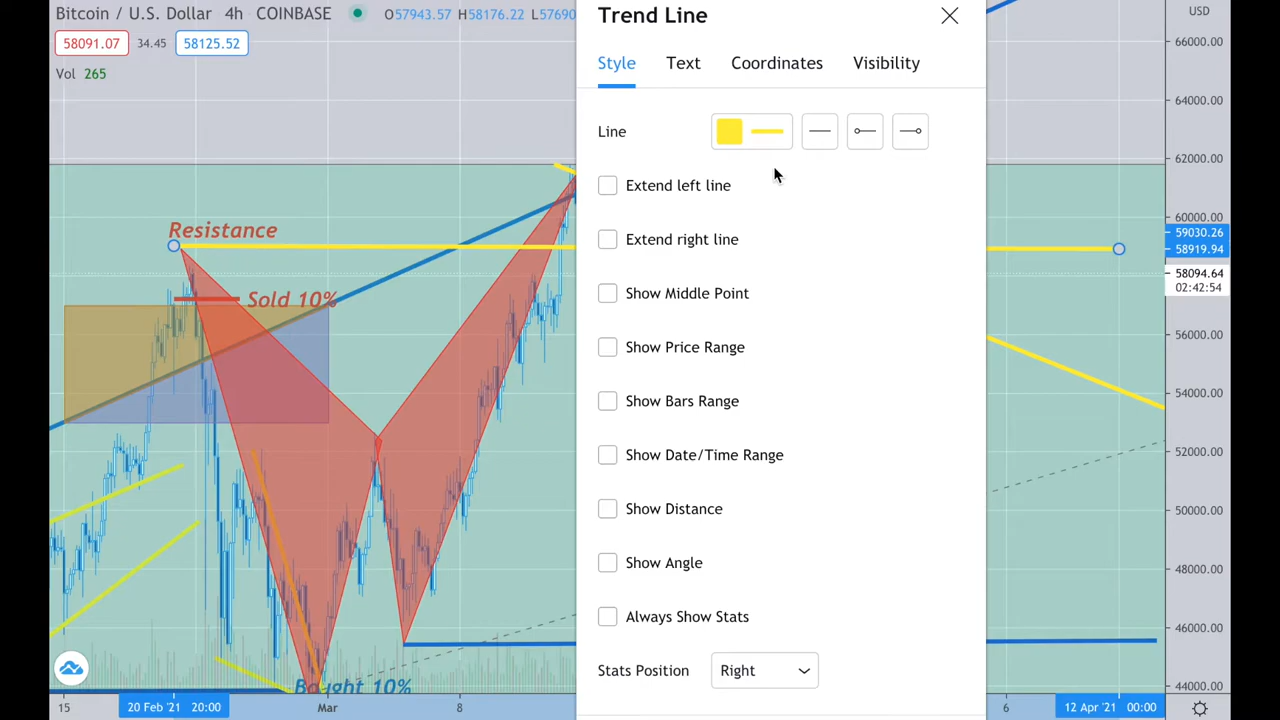 Bitcoin / U.S. Dollar 4h COINBASE O57943.57 H58176.22 L57690
58091.07 34.45 58125.52
Vol 265
Resistance
Sold 10%
Bought 10%
15 20 Feb '21 20:00 Mar 8 6 12 Apr '21 00:00
Trend Line
Style Text Coordinates Visibility
Line
Extend left line
Extend right line
Show Middle Point
Show Price Range
Show Bars Range
Show Date/Time Range
Show Distance
Show Angle
Always Show Stats
Stats Position Right
USD
66000.00
64000.00
62000.00
60000.00
59030.26
58919.94
58094.64
02:42:54
56000.00
54000.00
52000.00
50000.00
48000.00
46000.00
44000.00